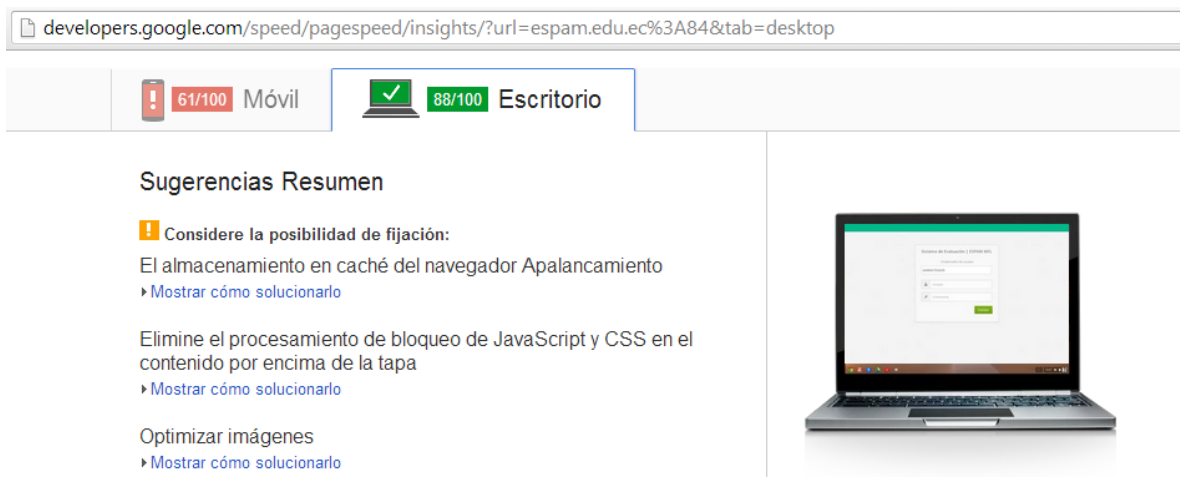 developers.google.com/speed/pagespeed/insights/?url=espam.edu.ec%3A84&tab=desktop
61/100 Móvil
88/100 Escritorio
Sugerencias Resumen
Considere la posibilidad de fijación:
El almacenamiento en caché del navegador Apalancamiento
Mostrar cómo solucionarlo
Elimine el procesamiento de bloqueo de JavaScript y CSS en el
contenido por encima de la tapa
Mostrar cómo solucionarlo
Optimizar imágenes
Mostrar cómo solucionarlo